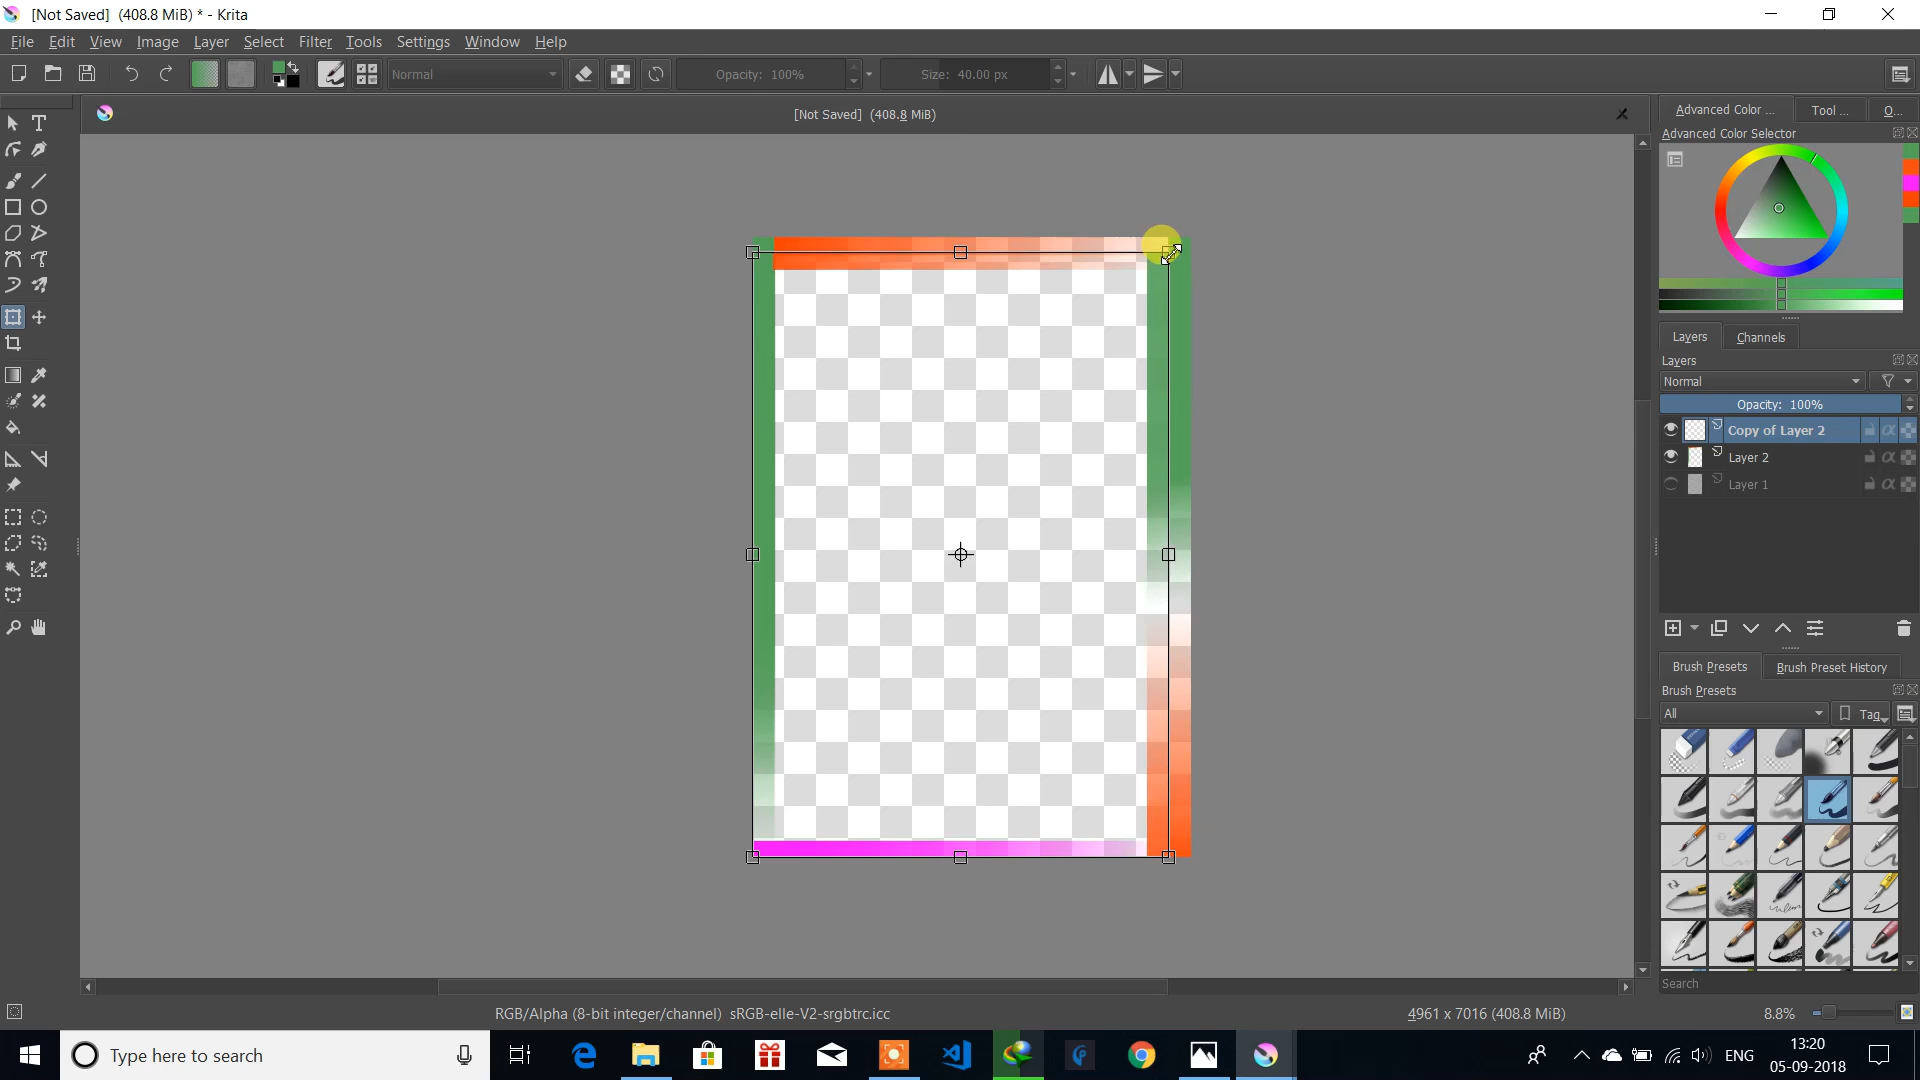 [Not Saved]  (408.8 MiB) * - Krita
File Edit View Image Layer Select Filter Tools Settings Window Help
Normal Opacity: 100% Size: 40.00 px
[Not Saved]  (408.8 MiB)
Advanced Color ... Tool ... O...
Advanced Color Selector
Layers Channels
Layers
Normal
Opacity: 100%
Copy of Layer 2
Layer 2
Layer 1
Brush Presets Brush Preset History
Brush Presets
All Tag
Search
RGB/Alpha (8-bit integer/channel)  sRGB-elle-V2-srgbtrc.icc 4961 x 7016 (408.8 MiB) 8.8%
Type here to search ENG 13:20
05-09-2018